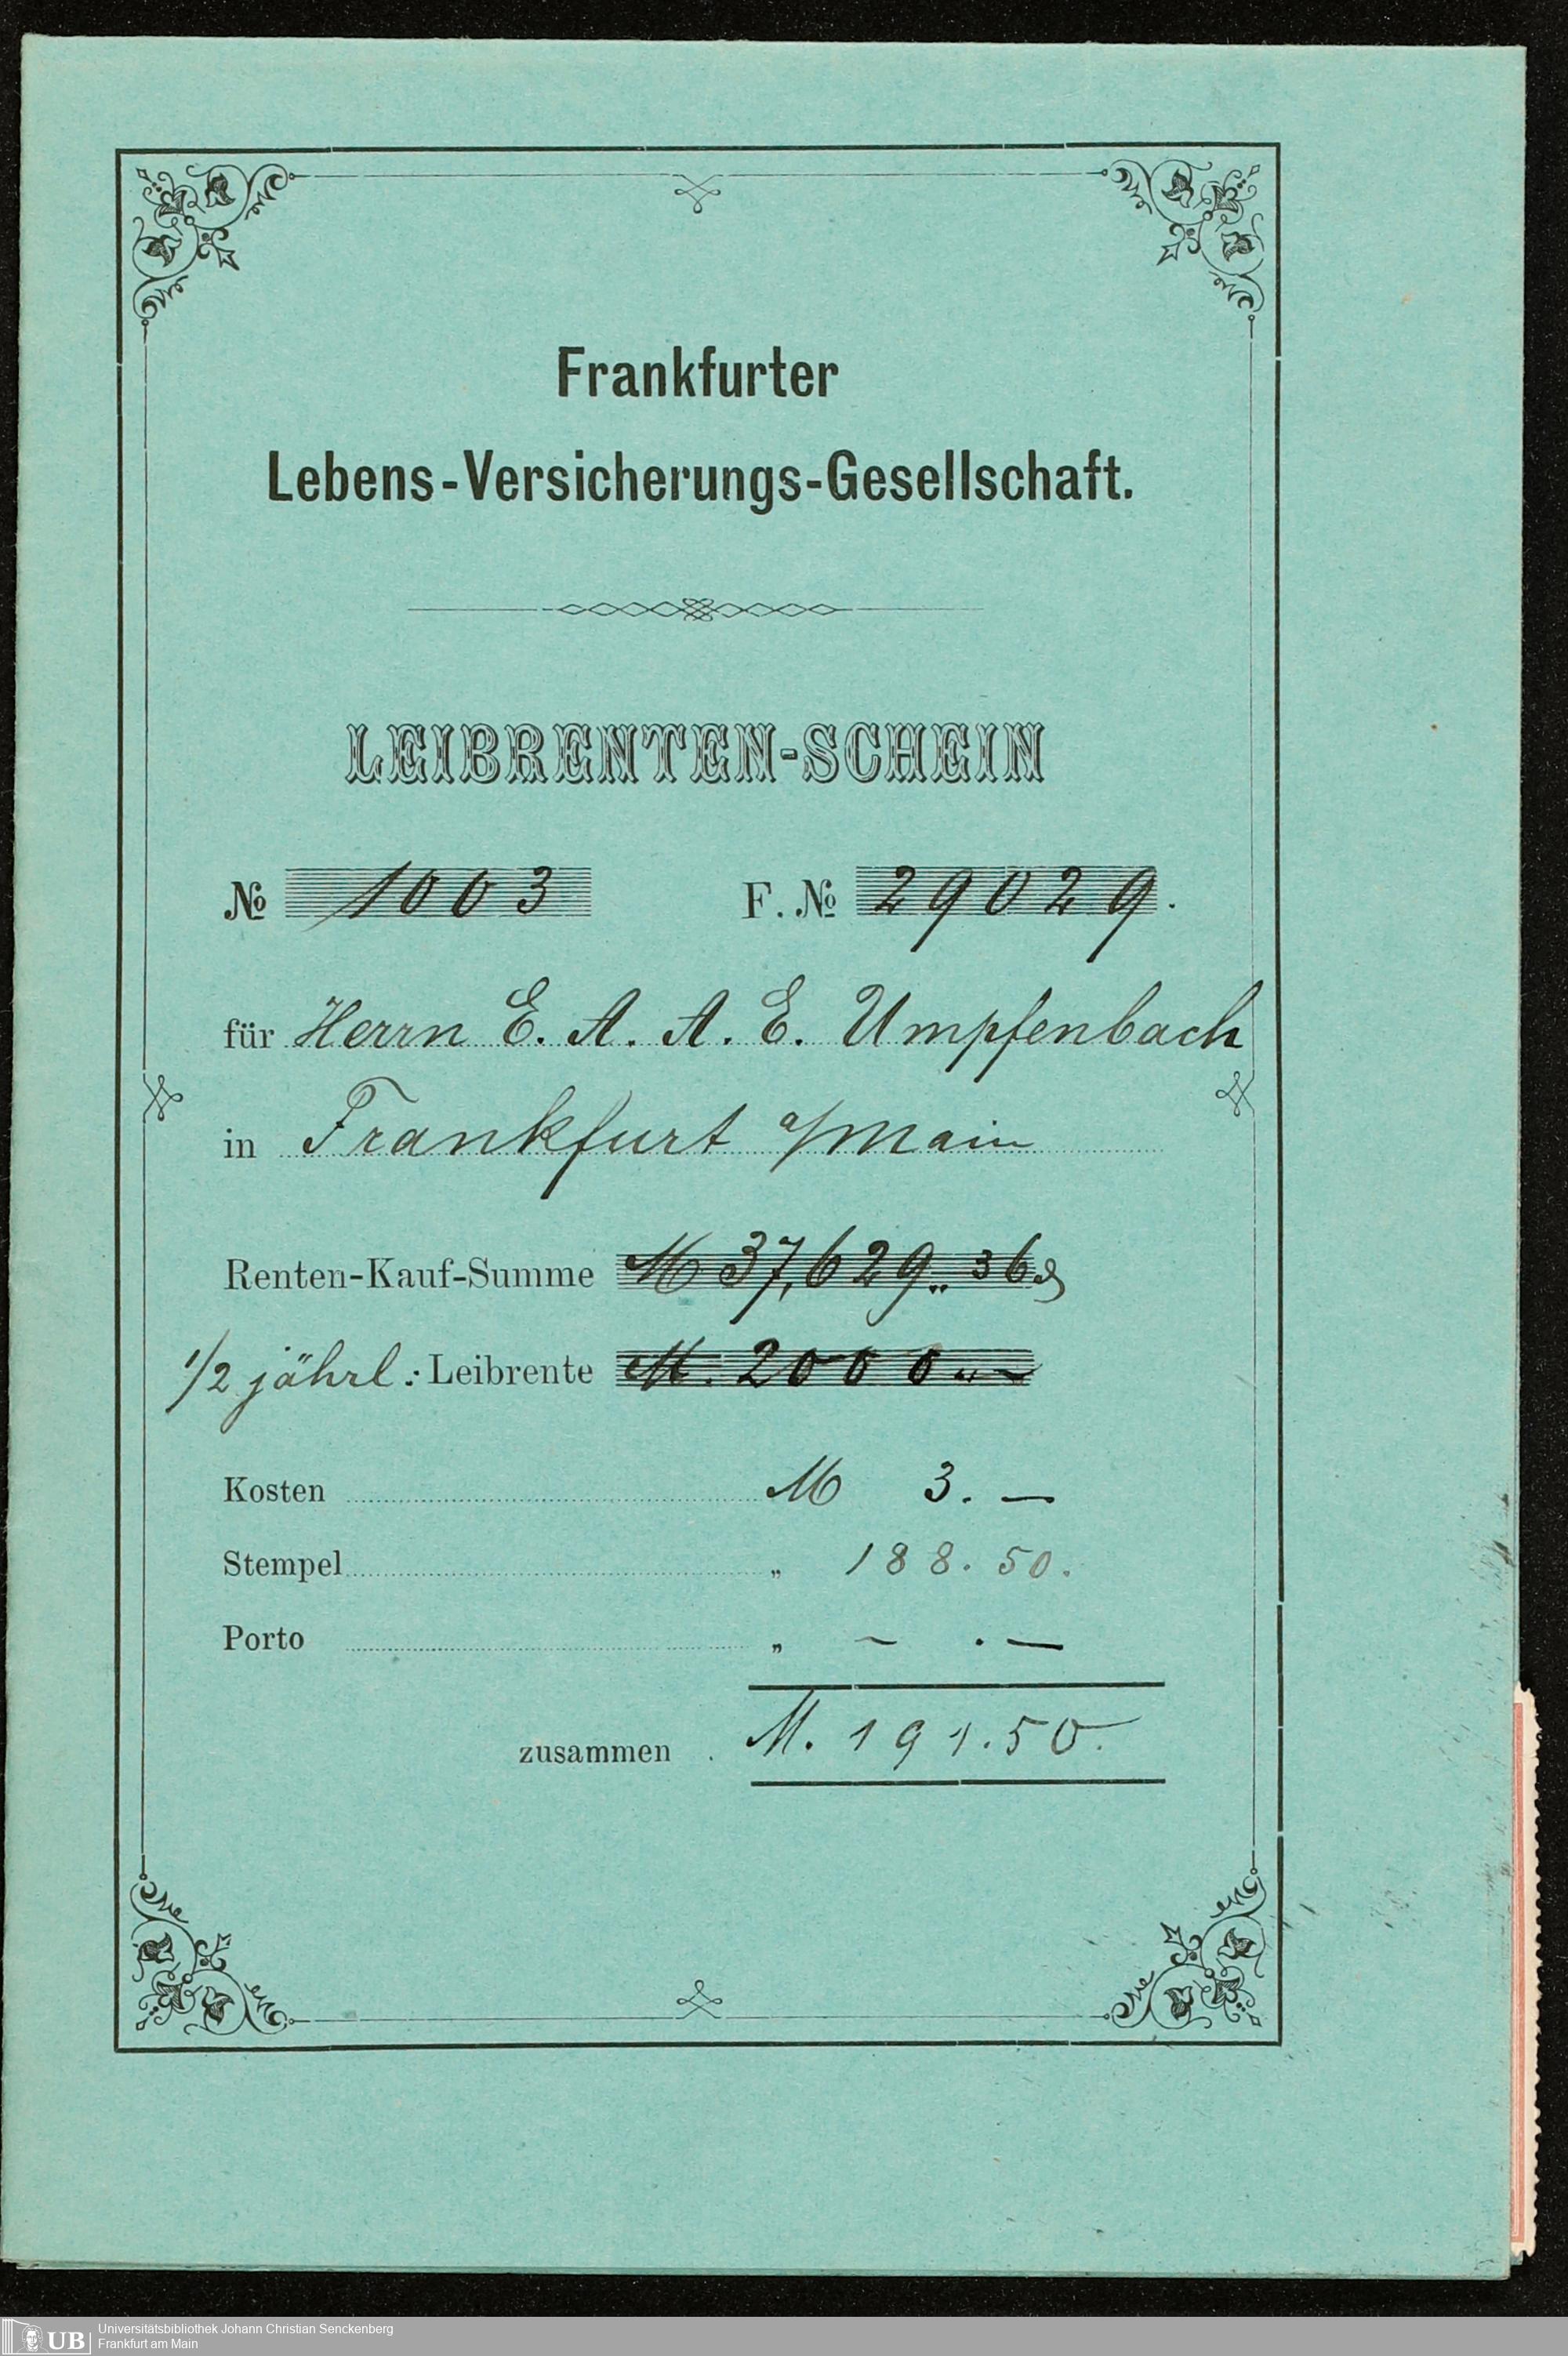 Frankfurter
Lebens-Versicherungs-Gesellschaft.
LEIBRENTEN-SCHEIN
№ 1003 F. № 29029.
für Herrn E. A. A. E. Umpfenbach
in Frankfurt a/Main
Renten-Kauf-Summe M 37,629,, 36 ₰
1/2 jährl.: Leibrente M. 2000 „ —
Kosten M 3. —
Stempel „ 188. 50.
Porto „ — . —
zusammen . M. 191.50.
UB
Universitätsbibliothek Johann Christian Senckenberg
Frankfurt am Main